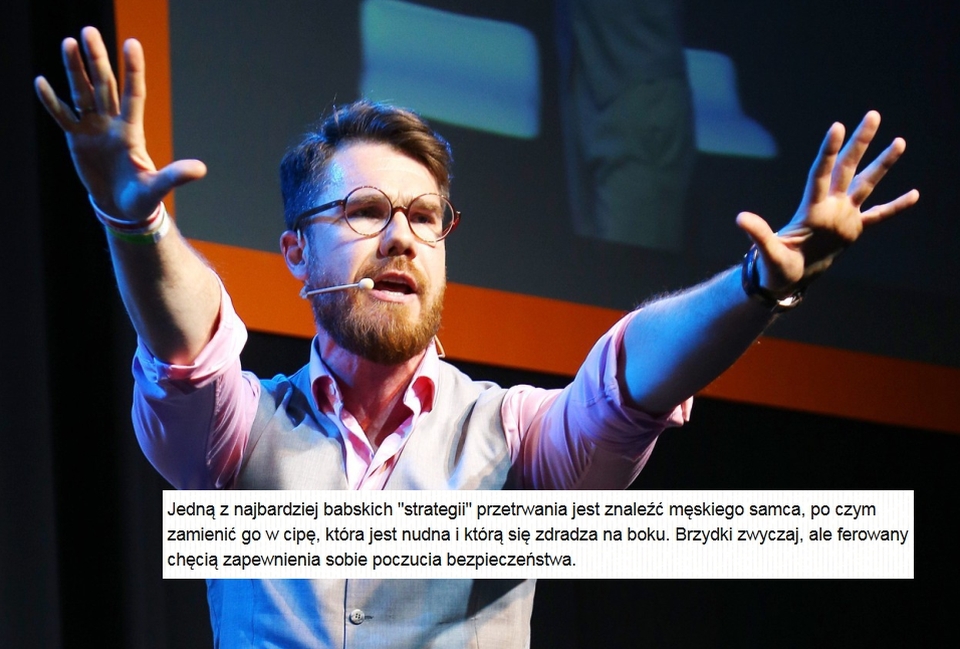 Jedną z najbardziej babskich "strategii" przetrwania jest znaleźć męskiego samca, po czym
zamienić go w cipę, która jest nudna i którą się zdradza na boku. Brzydki zwyczaj, ale ferowany
chęcią zapewnienia sobie poczucia bezpieczeństwa.